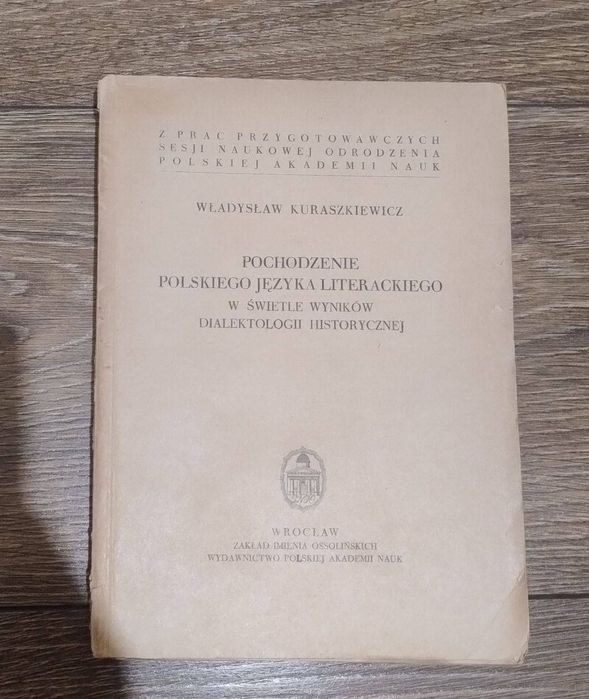 Z PRAC PRZYGOTOWAWCZYCH
SESJI NAUKOWEJ ODRODZENIA
POLSKIEJ AKADEMII NAUK
WŁADYSŁAW KURASZKIEWICZ
POCHODZENIE
POLSKIEGO JĘZYKA LITERACKIEGO
W ŚWIETLE WYNIKÓW
DIALEKTOLOGII HISTORYCZNEJ
WROCŁAW
ZAKŁAD IMIENIA OSSOLIŃSKICH
WYDAWNICTWO POLSKIEJ AKADEMII NAUK